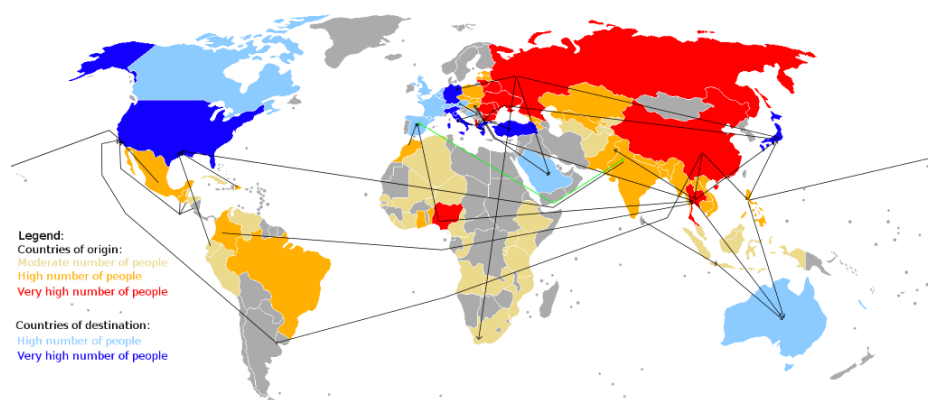 Legend:
Countries of origin:
Moderate number of people
High number of people
Very high number of people
Countries of destination:
High number of people
Very high number of people